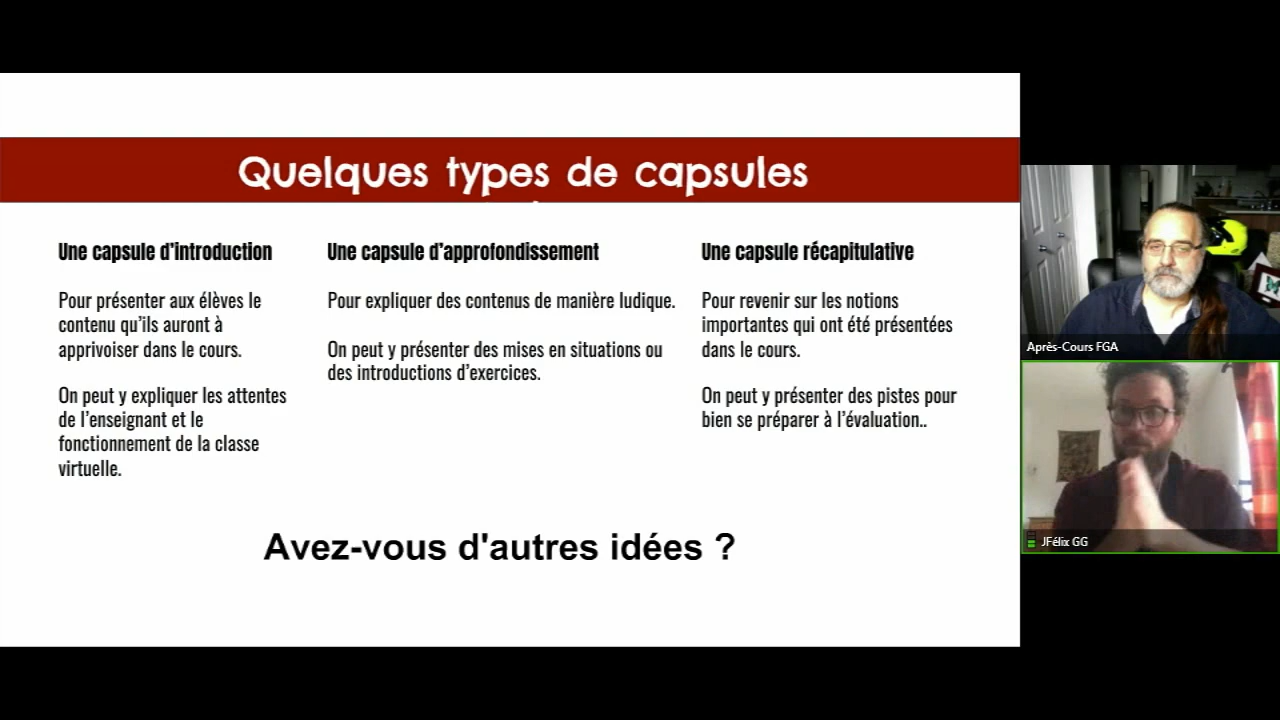 Quelques types de capsules
Une capsule d'introduction
Pour présenter aux élèves le
contenu qu'ils auront à
apprivoiser dans le cours.
On peut y expliquer les attentes
de l'enseignant et le
fonctionnement de la classe
virtuelle.
Une capsule d'approfondissement
Pour expliquer des contenus de manière ludique.
On peut y présenter des mises en situations ou
des introductions d'exercices.
Une capsule récapitulative
Pour revenir sur les notions
importantes qui ont été présentées
dans le cours.
On peut y présenter des pistes pour
bien se préparer à l'évaluation..
Avez-vous d'autres idées ?
Après-Cours FGA
JFélix GG